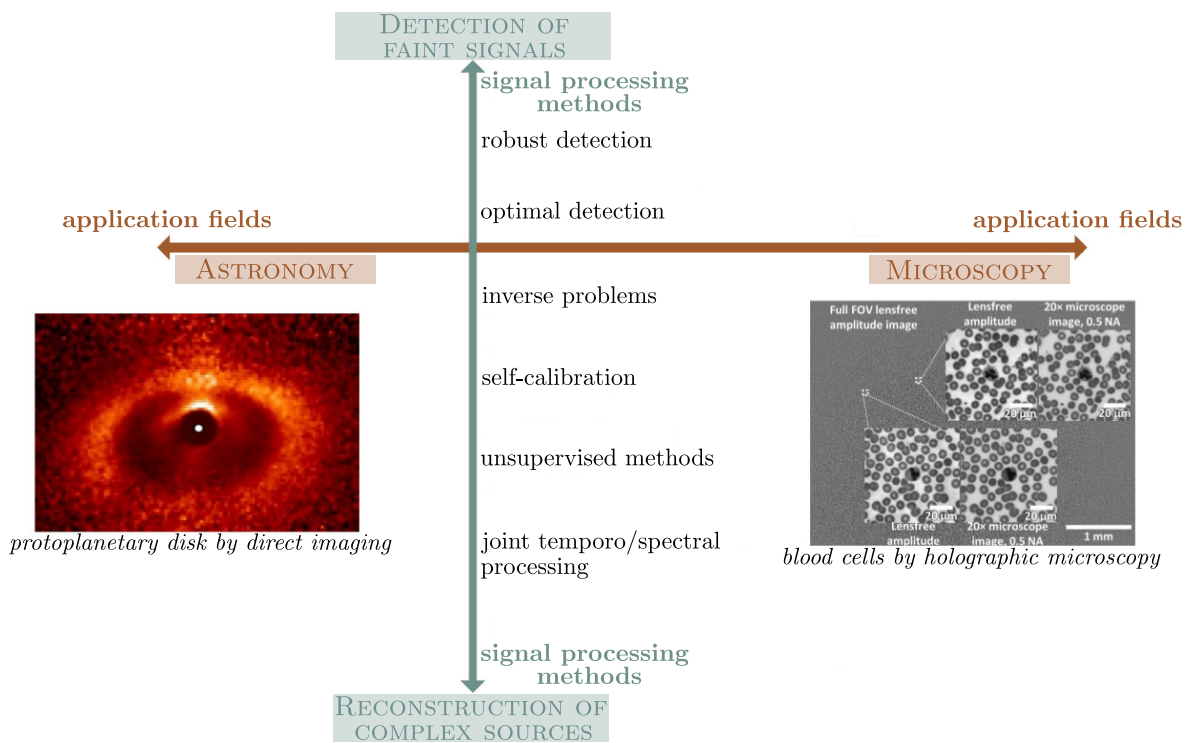 DETECTION OF
FAINT SIGNALS
signal processing
methods
robust detection
optimal detection
application fields
application fields
ASTRONOMY
MICROSCOPY
inverse problems
self-calibration
unsupervised methods
joint temporo/spectral
processing
Full FOV lensfree
amplitude image
Lensfree
amplitude
20× microscope
image, 0.5 NA
20 µm
20 µm
20 µm
20 µm
Lensfree
amplitude
20× microscope
image, 0.5 NA
1 mm
protoplanetary disk by direct imaging
blood cells by holographic microscopy
signal processing
methods
RECONSTRUCTION OF
COMPLEX SOURCES